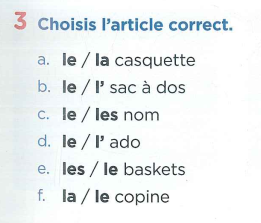 3 Choisis l'article correct.
a. le / la casquette
b. le / l' sac à dos
c. le / les nom
d. le / l' ado
e. les / le baskets
f. la / le copine